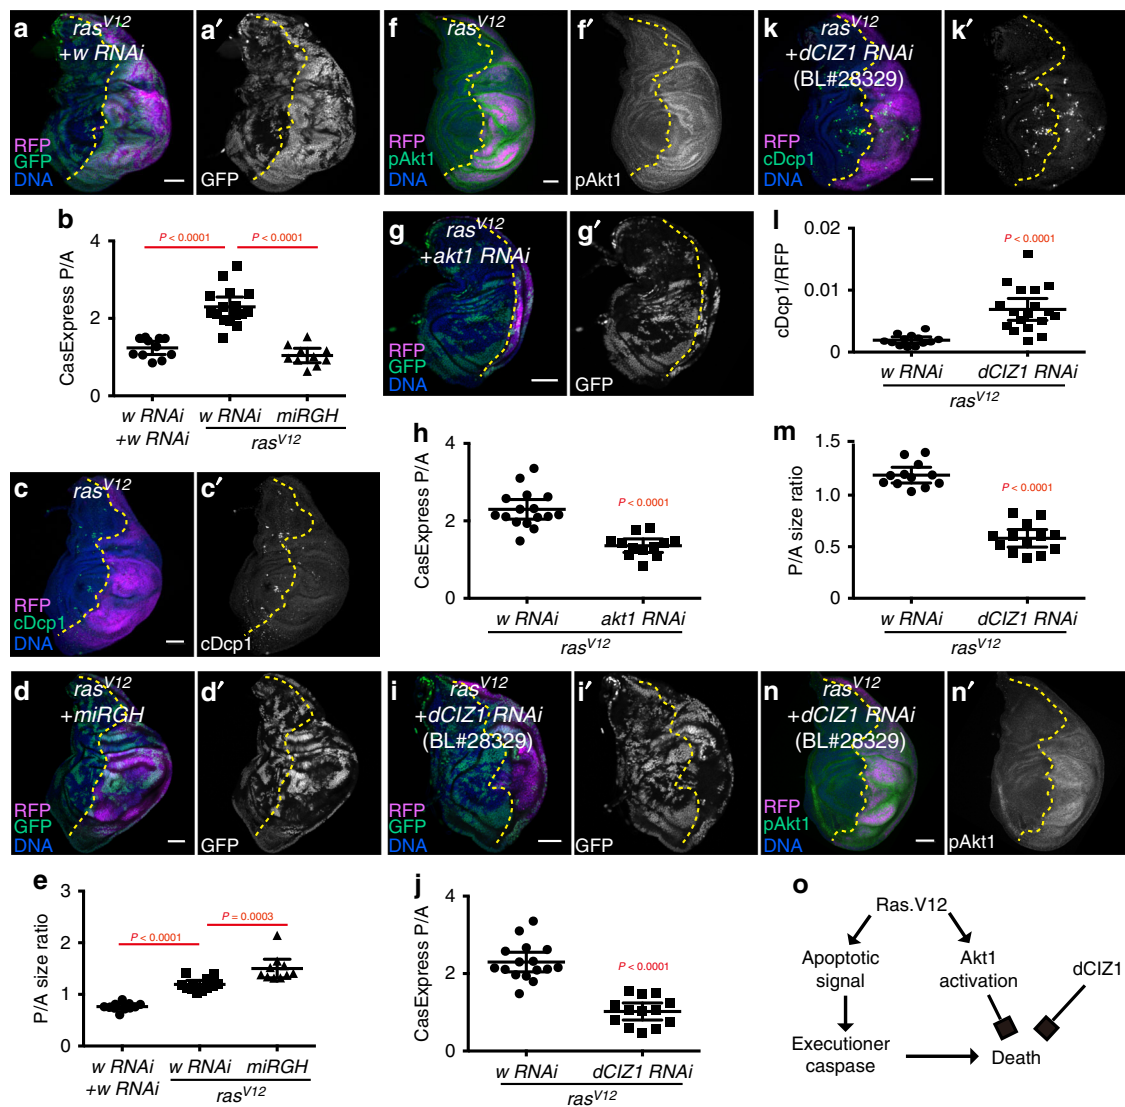 a
ras^V12
+w RNAi
RFP
GFP
DNA
a′
GFP
f
ras^V12
RFP
pAkt1
DNA
f′
pAkt1
k
ras^V12
+dCIZ1 RNAi
(BL#28329)
RFP
cDcp1
DNA
k′
b
CasExpress P/A
4
2
0
P < 0.0001
P < 0.0001
w RNAi
+w RNAi
w RNAi
miRGH
ras^V12
g
ras^V12
+akt1 RNAi
RFP
GFP
DNA
g′
GFP
l
cDcp1/RFP
0.02
0.01
0
P < 0.0001
w RNAi
dCIZ1 RNAi
ras^V12
c
ras^V12
RFP
cDcp1
DNA
c′
cDcp1
h
CasExpress P/A
4
2
0
P < 0.0001
w RNAi
akt1 RNAi
ras^V12
m
P/A size ratio
1.5
1.0
0.5
0
P < 0.0001
w RNAi
dCIZ1 RNAi
ras^V12
d
ras^V12
+miRGH
RFP
GFP
DNA
d′
GFP
i
ras^V12
+dCIZ1 RNAi
(BL#28329)
RFP
GFP
DNA
i′
GFP
n
ras^V12
+dCIZ1 RNAi
(BL#28329)
RFP
pAkt1
DNA
n′
pAkt1
e
P/A size ratio
3
2
1
0
P < 0.0001
P = 0.0003
w RNAi
+w RNAi
w RNAi
miRGH
ras^V12
j
CasExpress P/A
4
2
0
P < 0.0001
w RNAi
dCIZ1 RNAi
ras^V12
o
Ras.V12
Apoptotic
signal
Akt1
activation
dCIZ1
Executioner
caspase
Death